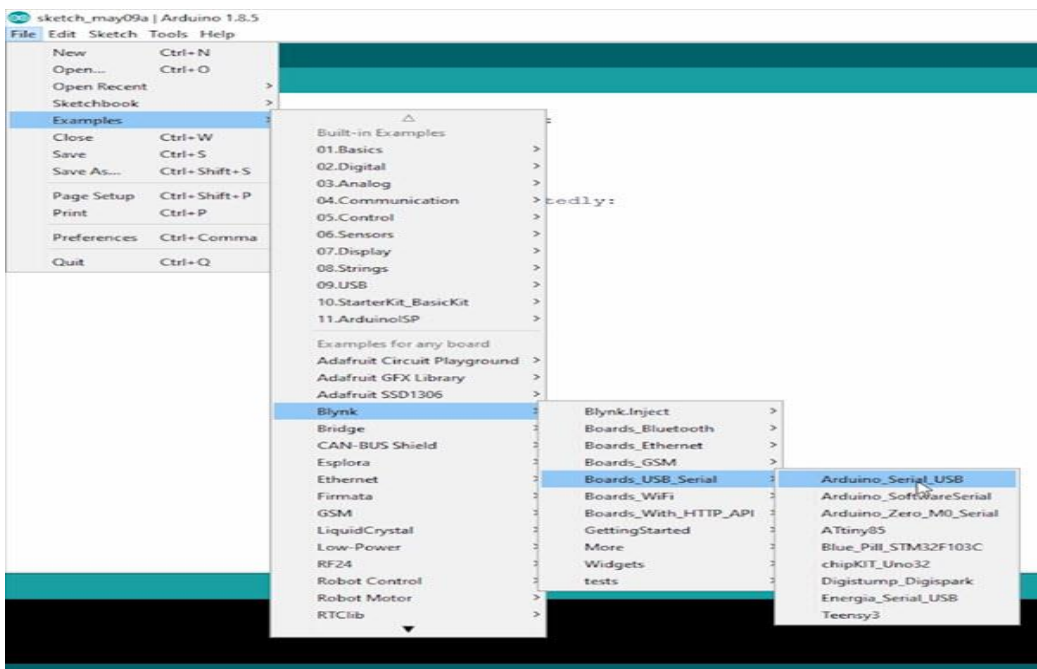 sketch_may09a | Arduino 1.8.5
File Edit Sketch Tools Help
New Ctrl+N
Open... Ctrl+O
Open Recent >
Sketchbook >
Examples
Close Ctrl+W
Save Ctrl+S
Save As... Ctrl+Shift+S
Page Setup Ctrl+Shift+P
Print Ctrl+P
Preferences Ctrl+Comma
Quit Ctrl+Q
Built-in Examples
01.Basics >
02.Digital >
03.Analog >
04.Communication >
05.Control >
06.Sensors >
07.Display >
08.Strings >
09.USB >
10.StarterKit_BasicKit >
11.ArduinoISP >
Examples for any board
Adafruit Circuit Playground >
Adafruit GFX Library >
Adafruit SSD1306 >
Blynk
Bridge
CAN-BUS Shield
Esplora
Ethernet
Firmata
GSM
LiquidCrystal
Low-Power
RF24
Robot Control
Robot Motor >
RTClib >
tedly:
Blynk.Inject >
Boards_Bluetooth >
Boards_Ethernet >
Boards_GSM >
Boards_USB_Serial
Boards_WiFi
Boards_With_HTTP_API
GettingStarted
More
Widgets
tests
Arduino_Serial_USB
Arduino_SoftwareSerial
Arduino_Zero_M0_Serial
ATtiny85
Blue_Pill_STM32F103C
chipKIT_Uno32
Digistump_Digispark
Energia_Serial_USB
Teensy3